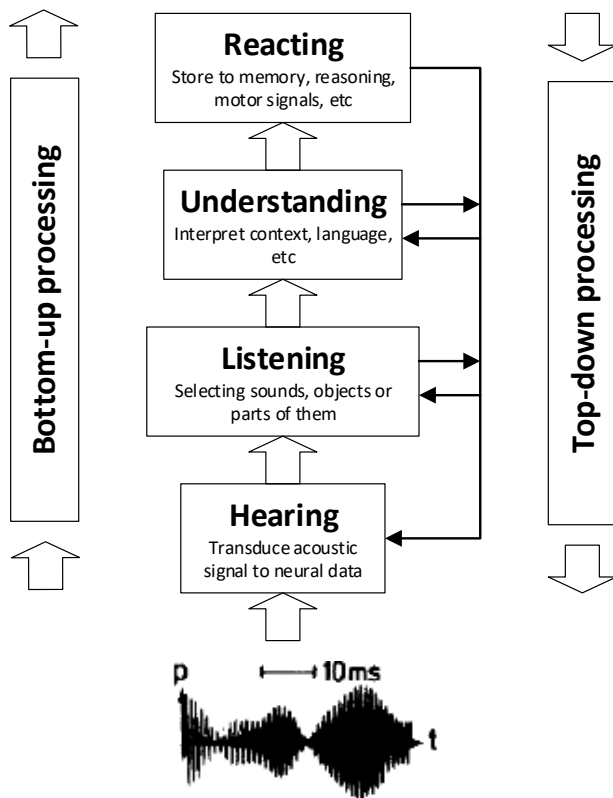 Reacting
Store to memory, reasoning,
motor signals, etc
Understanding
Interpret context, language,
etc
Listening
Selecting sounds, objects or
parts of them
Hearing
Transduce acoustic
signal to neural data
Bottom-up processing
Top-down processing
p
10ms
t